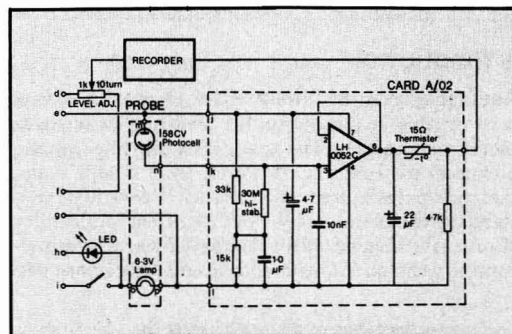 RECORDER
CARD A/02
1k
10turn
LEVEL ADJ.
PROBE
d
e
m
j
58CV
Photocell
n
k
2
7
LH
0052C
6
3
4
15Ω
Thermister
-t°
33k
30M
hi-
stab.
4·7
μF
10nF
f
g
15k
1·0
μF
22
μF
4·7k
h
LED
6·3V
Lamp
i
l